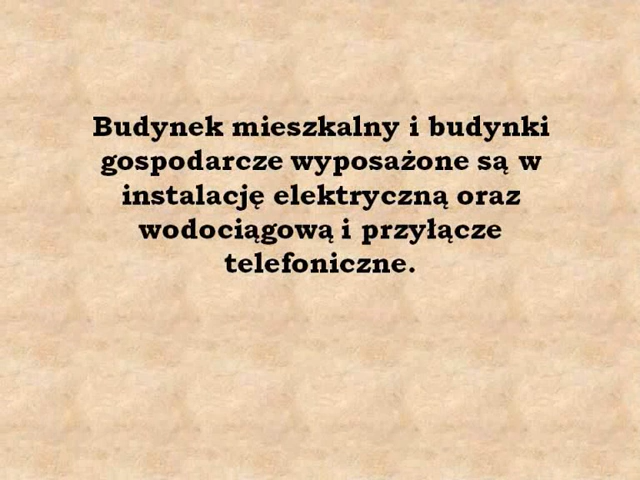 Budynek mieszkalny i budynki
gospodarcze wyposażone są w
instalację elektryczną oraz
wodociągową i przyłącze
telefoniczne.